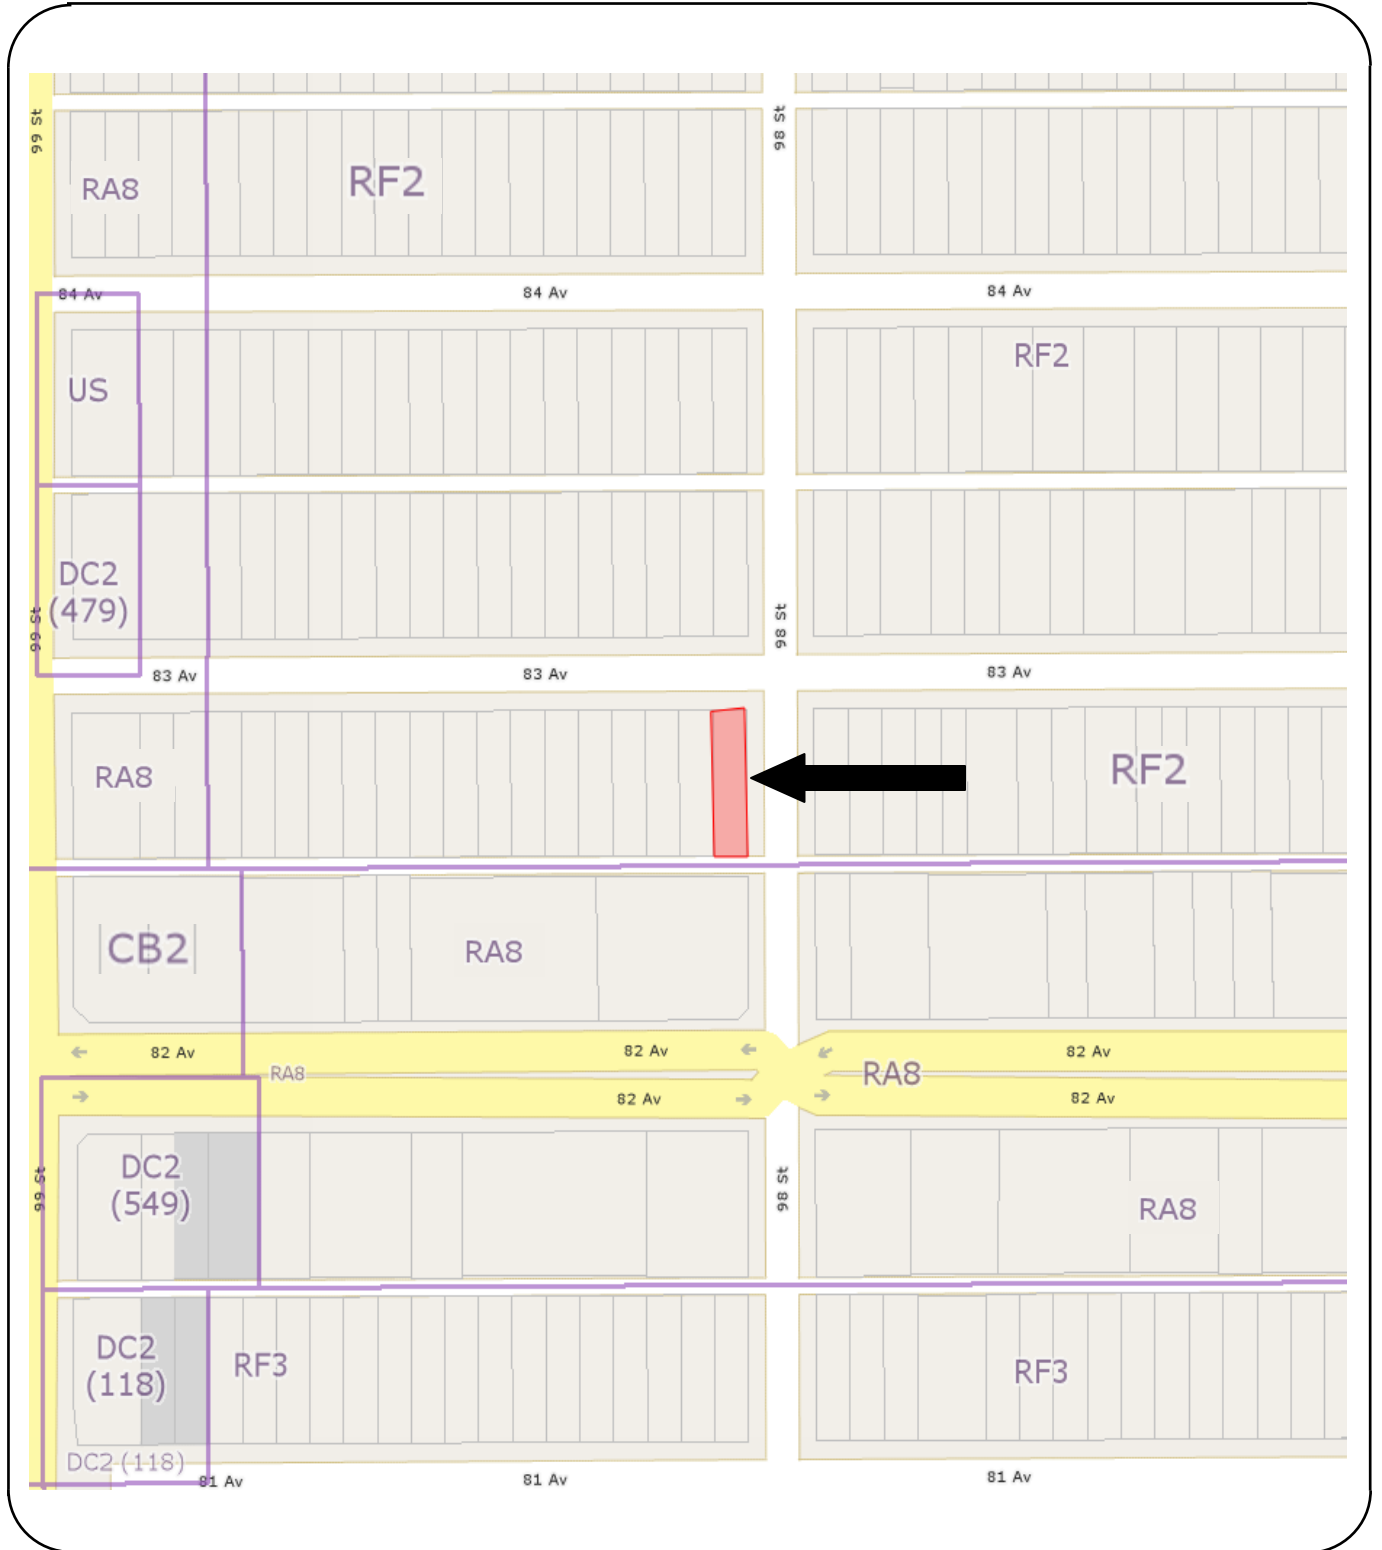 99 St
98 St
RA8
RF2
84 Av
84 Av
84 Av
US
RF2
DC2
(479)
99 St
98 St
83 Av
83 Av
83 Av
RA8
RF2
CB2
RA8
82 Av
82 Av
82 Av
RA8
RA8
82 Av
82 Av
DC2
(549)
99 St
98 St
RA8
DC2
(118)
RF3
RF3
DC2 (118)
81 Av
81 Av
81 Av